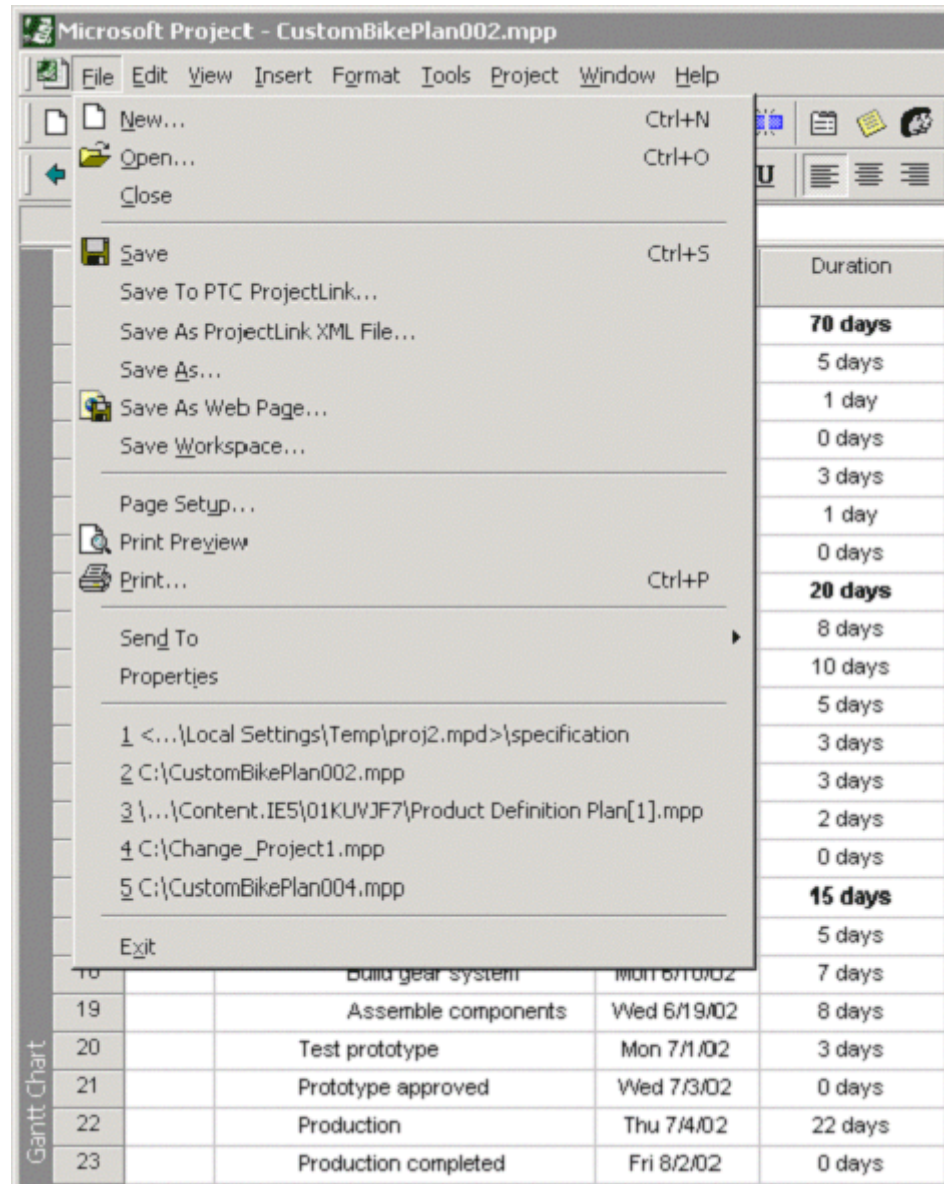 Microsoft Project - CustomBikePlan002.mpp
File Edit View Insert Format Tools Project Window Help
New... Ctrl+N
Open... Ctrl+O
Close
U
Save Ctrl+S
Duration
Save To PTC ProjectLink...
Save As ProjectLink XML File...
70 days
Save As...
5 days
Save As Web Page...
1 day
Save Workspace...
0 days
3 days
Page Setup...
1 day
Print Preview
0 days
Print... Ctrl+P
20 days
Send To
8 days
Properties
10 days
5 days
1 <...\Local Settings\Temp\proj2.mpd>\specification
3 days
2 C:\CustomBikePlan002.mpp
3 days
3 \...\Content.IE5\01KUVJF7\Product Definition Plan[1].mpp
2 days
4 C:\Change_Project1.mpp
0 days
5 C:\CustomBikePlan004.mpp
15 days
Exit
5 days
Build gear system Mon 6/10/02 7 days
19 Assemble components Wed 6/19/02 8 days
20 Test prototype Mon 7/1/02 3 days
21 Prototype approved Wed 7/3/02 0 days
22 Production Thu 7/4/02 22 days
23 Production completed Fri 8/2/02 0 days
Gantt Chart